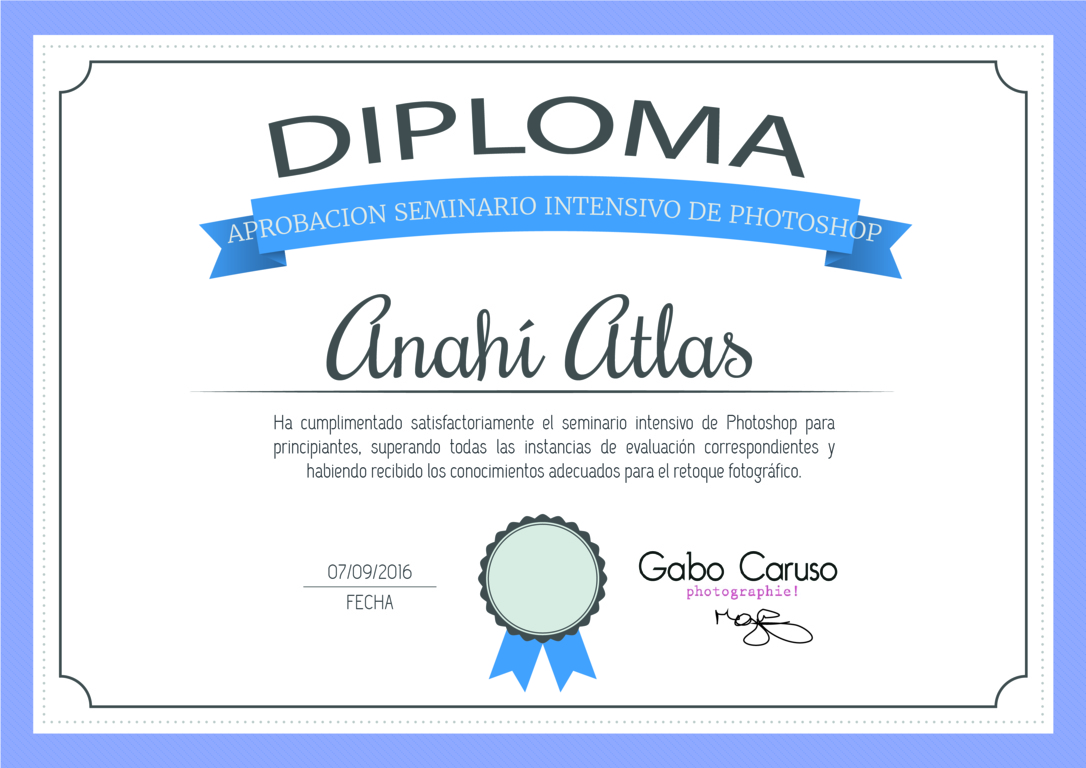 DIPLOMA
APROBACION SEMINARIO INTENSIVO DE PHOTOSHOP
Anahí Atlas
Ha cumplimentado satisfactoriamente el seminario intensivo de Photoshop para
principiantes, superando todas las instancias de evaluación correspondientes y
habiendo recibido los conocimientos adecuados para el retoque fotográfico.
07/09/2016
FECHA
Gabo Caruso
photographie!